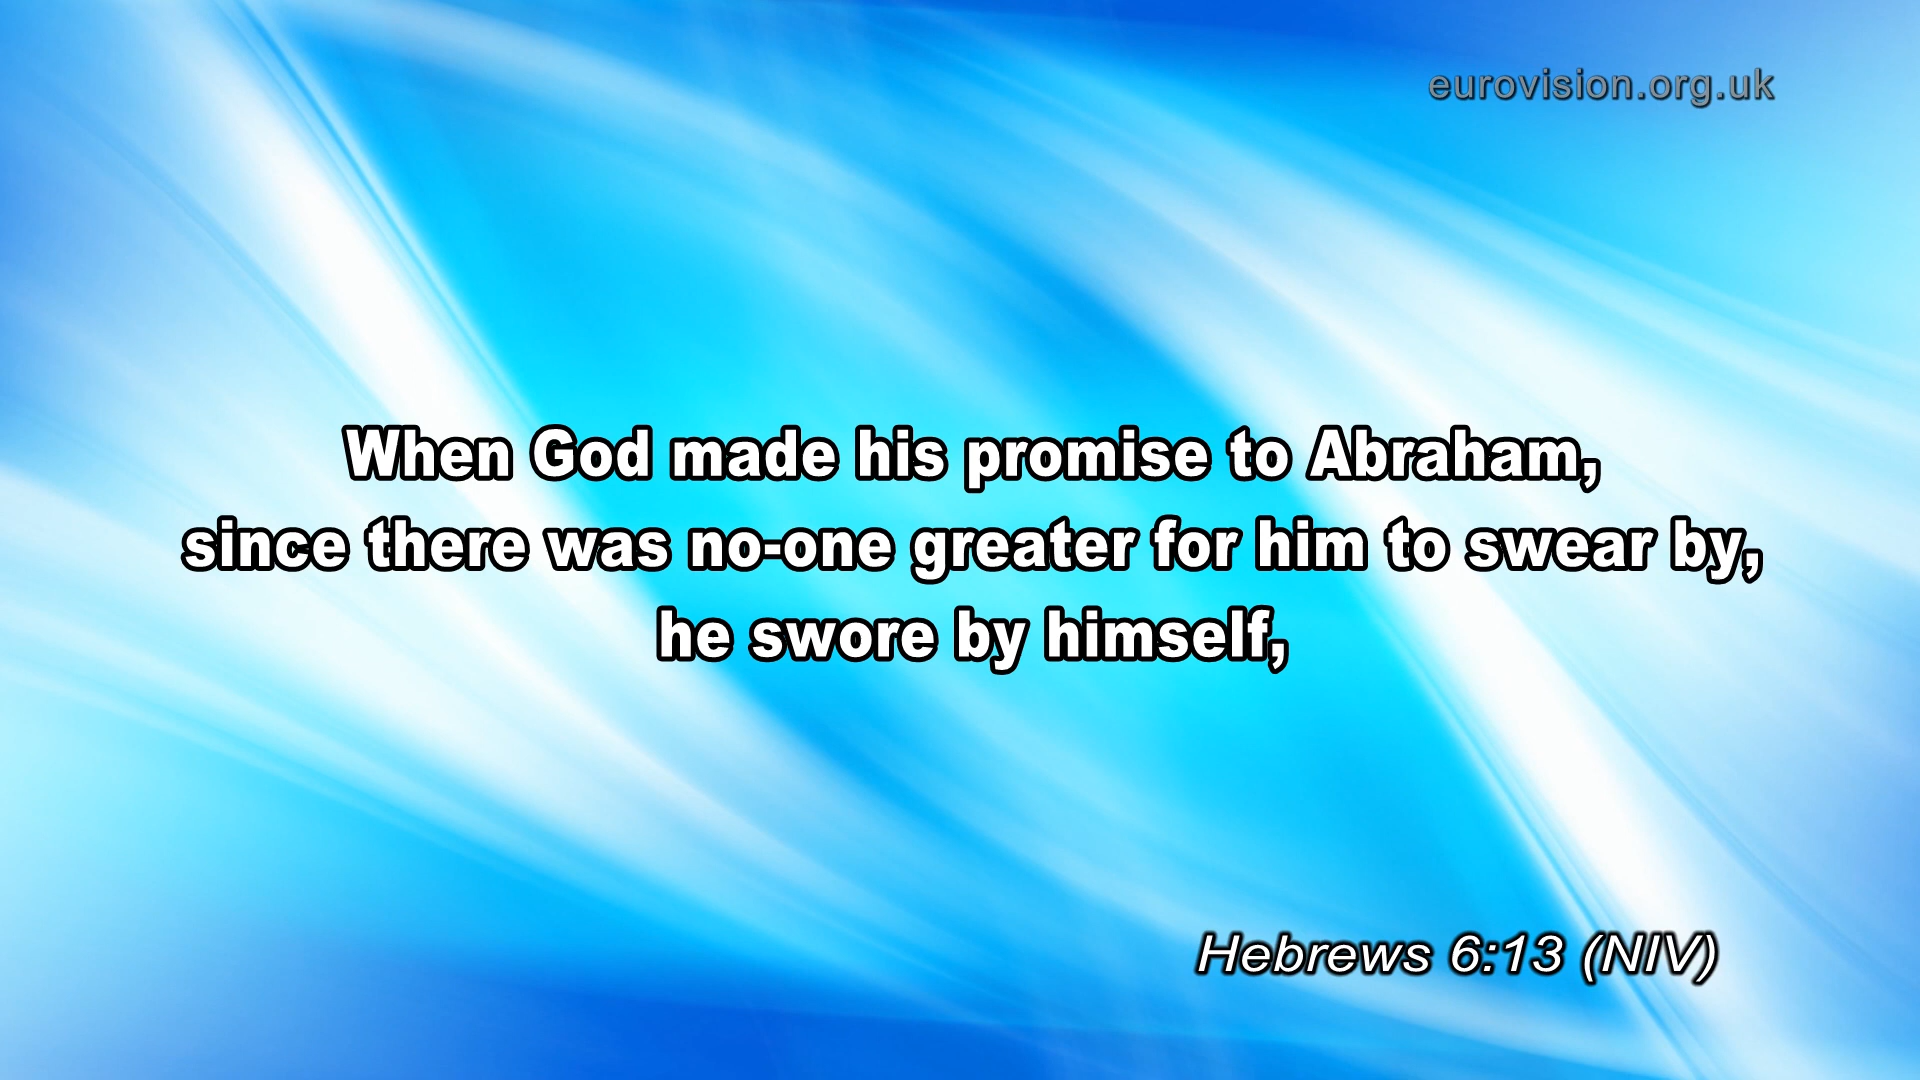 eurovision.org.uk
When God made his promise to Abraham,
since there was no-one greater for him to swear by,
he swore by himself,
Hebrews 6:13 (NIV)